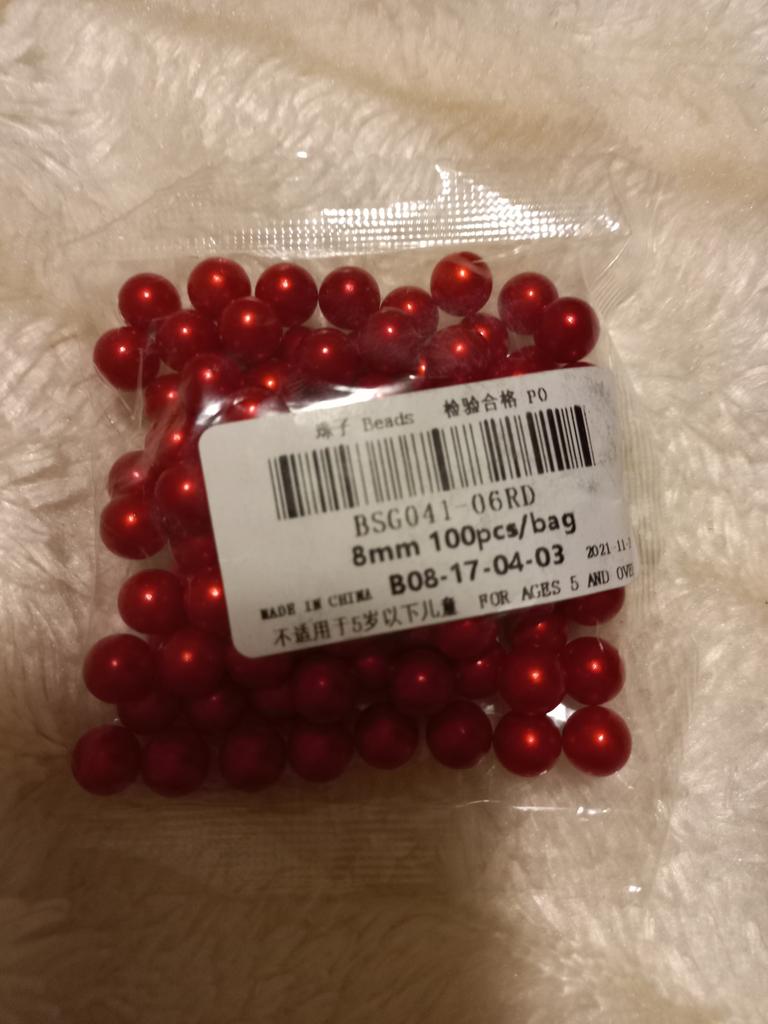 珠子 Beads 检验合格 PO
BSG041-06RD
8mm 100pcs/bag
B08-17-04-03 2021-11-
MADE IN CHINA FOR AGES 5 AND OVE
不适用于5岁以下儿童